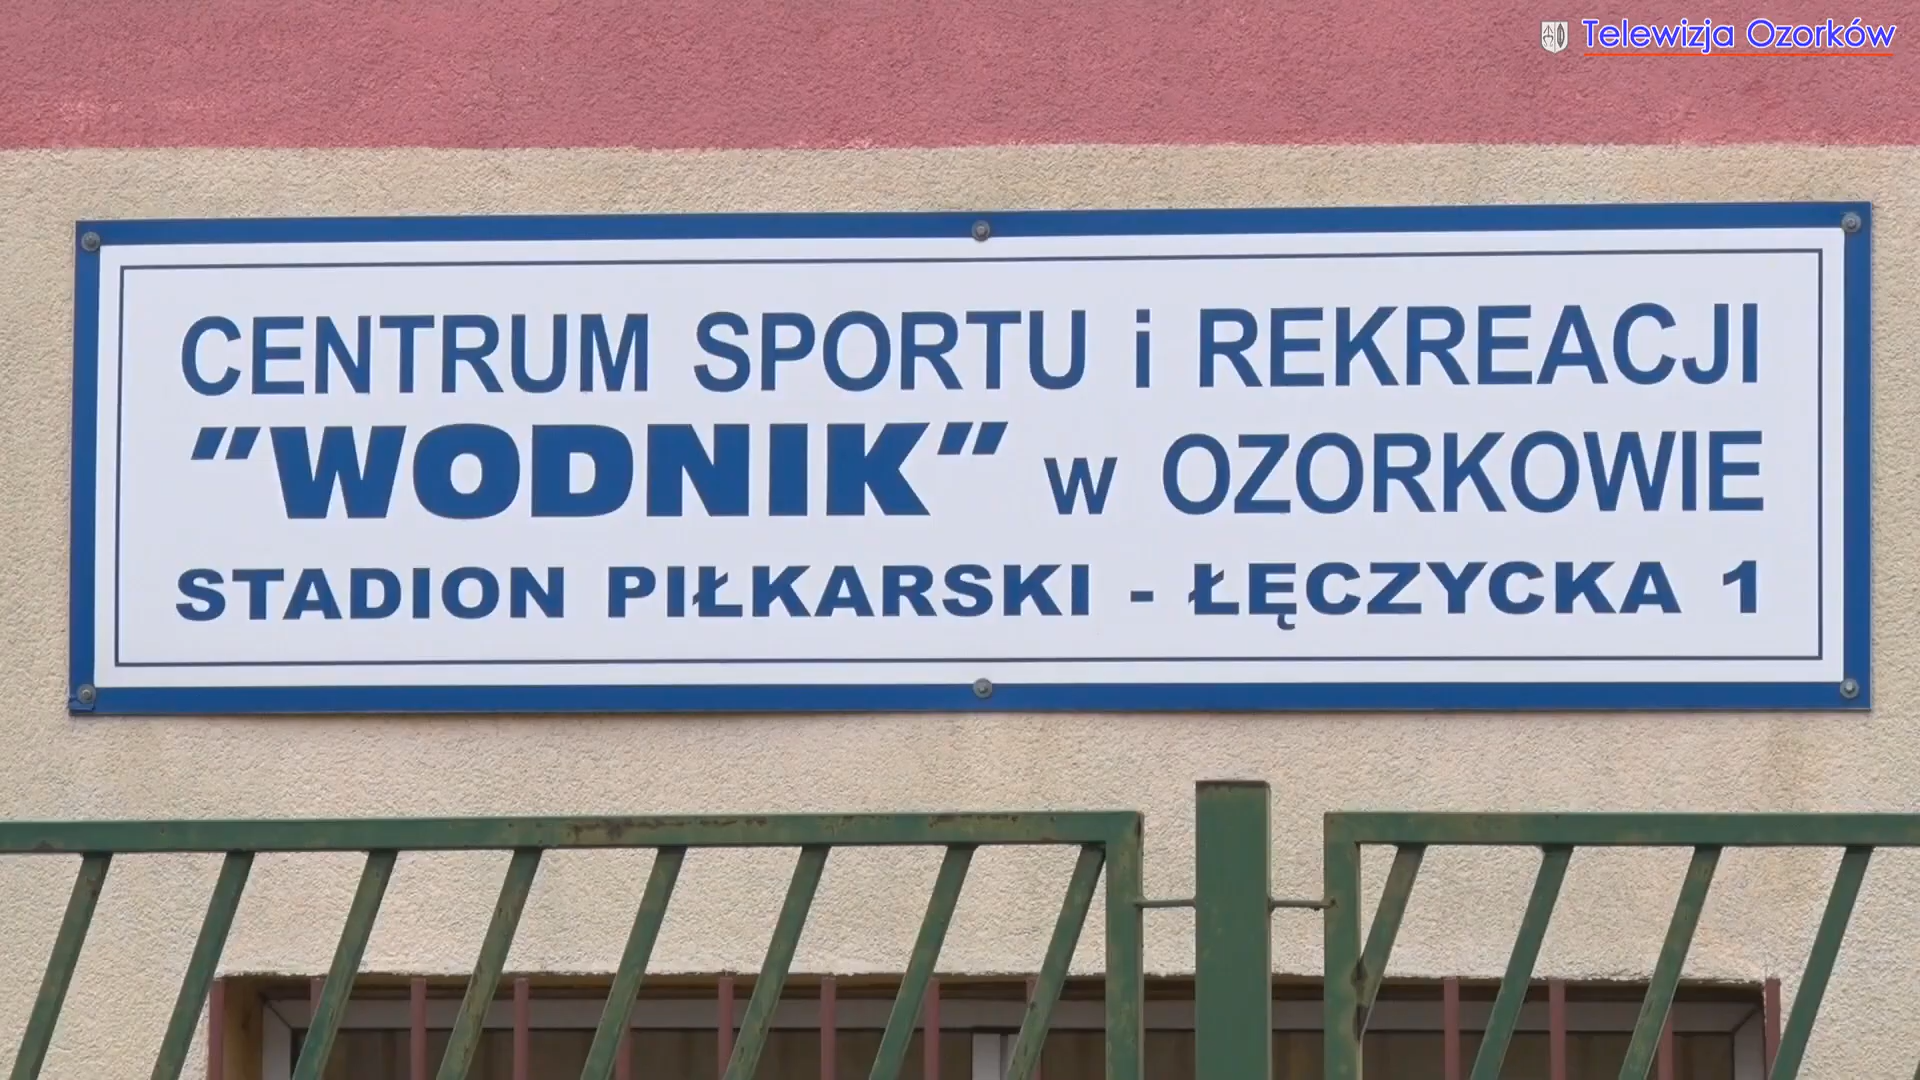 Telewizja Ozorków
CENTRUM SPORTU i REKREACJI
"WODNIK" w OZORKOWIE
STADION PIŁKARSKI - ŁĘCZYCKA 1